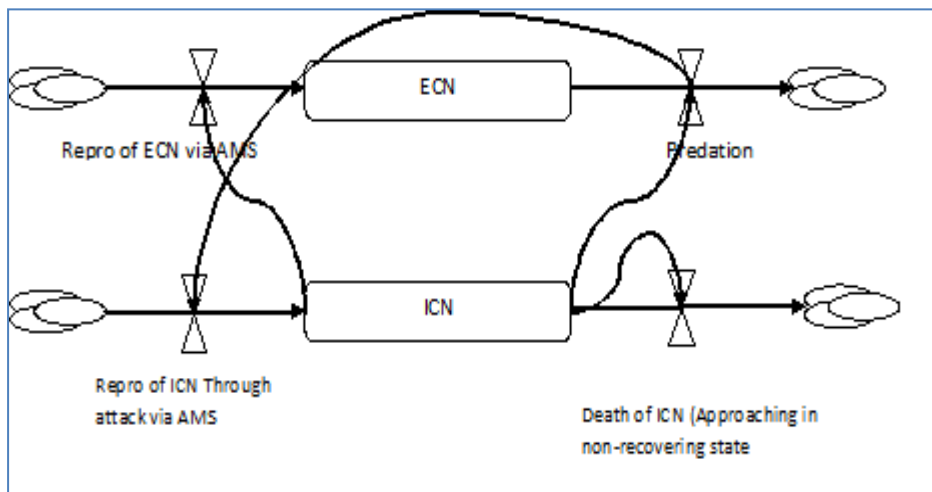 ECN
Repro of ECN via AMS
Predation
ICN
Repro of ICN Through
attack via AMS
Death of ICN (Approaching in
non-recovering state